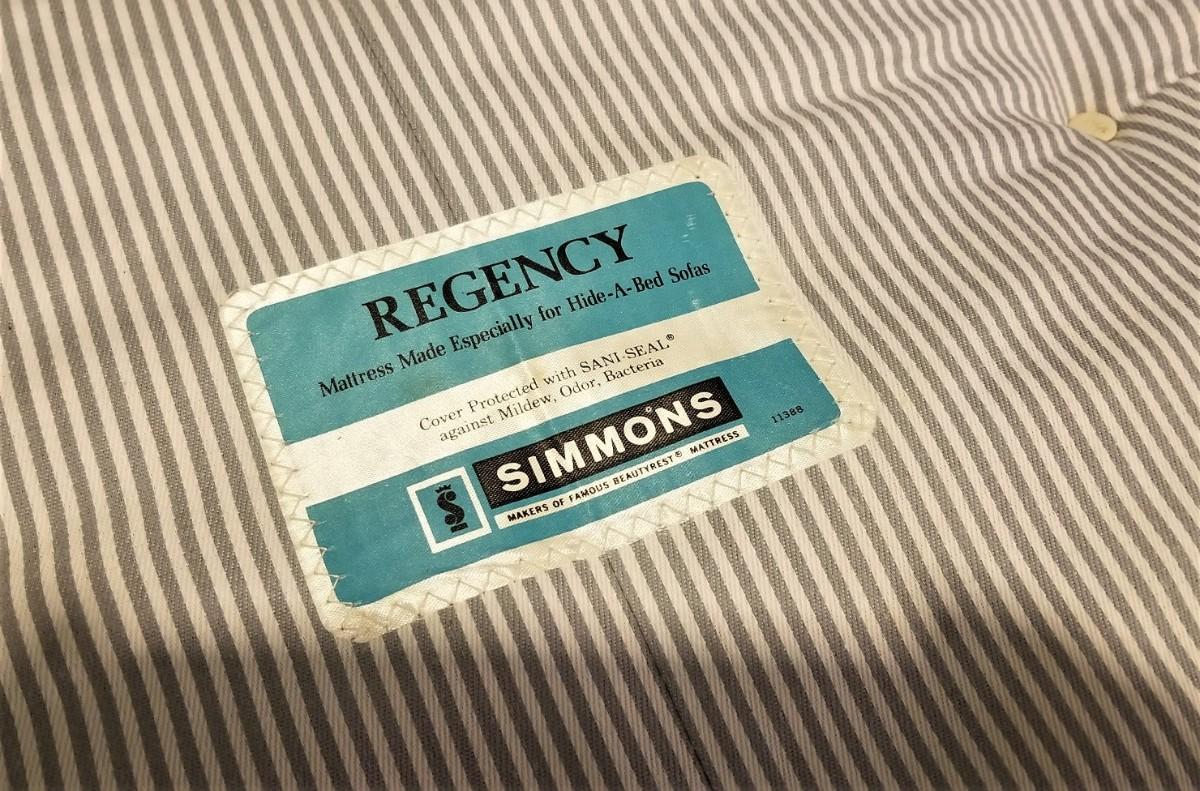 REGENCY
Mattress Made Especially for Hide-A-Bed Sofas
Cover Protected with SANI-SEAL®
against Mildew, Odor, Bacteria
SIMMONS
MAKERS OF FAMOUS BEAUTYREST® MATTRESS
11388